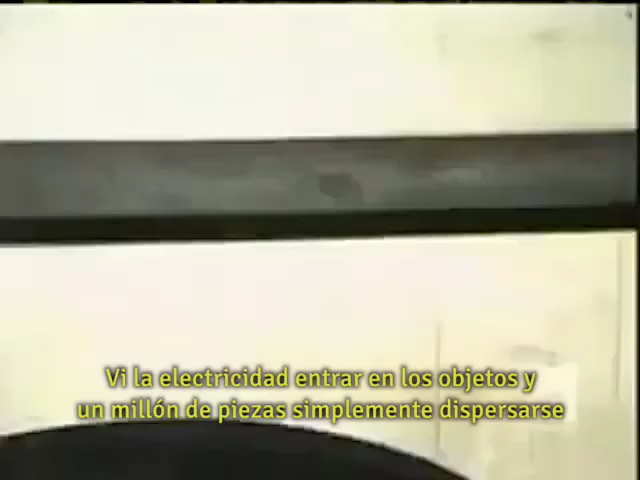 Vi la electricidad entrar en los objetos y
un millón de piezas simplemente dispersarse